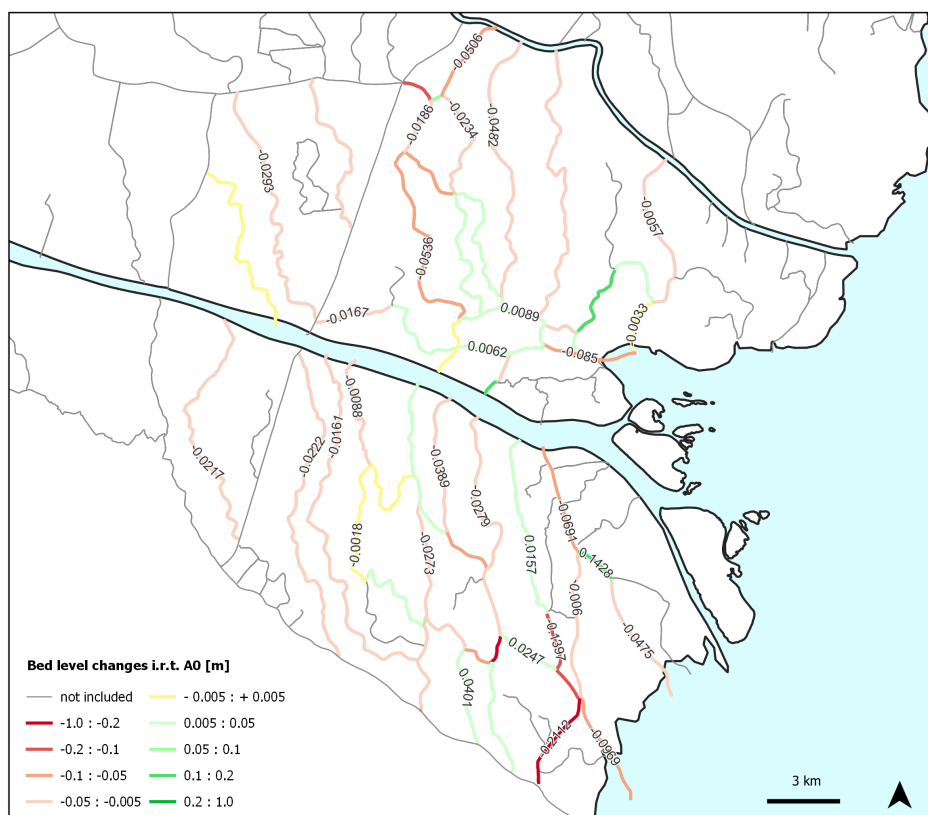 -0.0506
-0.0186
-0.0234
-0.0482
-0.0293
-0.0057
-0.0536
-0.0167
0.0089
-0.0033
0.0062
-0.085
-0.0088
-0.0161
-0.0222
-0.0217
-0.0389
-0.0279
-0.0691
-0.0018
-0.0273
0.0157
0.1428
-0.006
-0.1397
-0.0475
0.0247
0.0401
-0.2112
-0.0969
Bed level changes i.r.t. A0 [m]
not included
-1.0 : -0.2
-0.2 : -0.1
-0.1 : -0.05
-0.05 : -0.005
- 0.005 : + 0.005
0.005 : 0.05
0.05 : 0.1
0.1 : 0.2
0.2 : 1.0
3 km